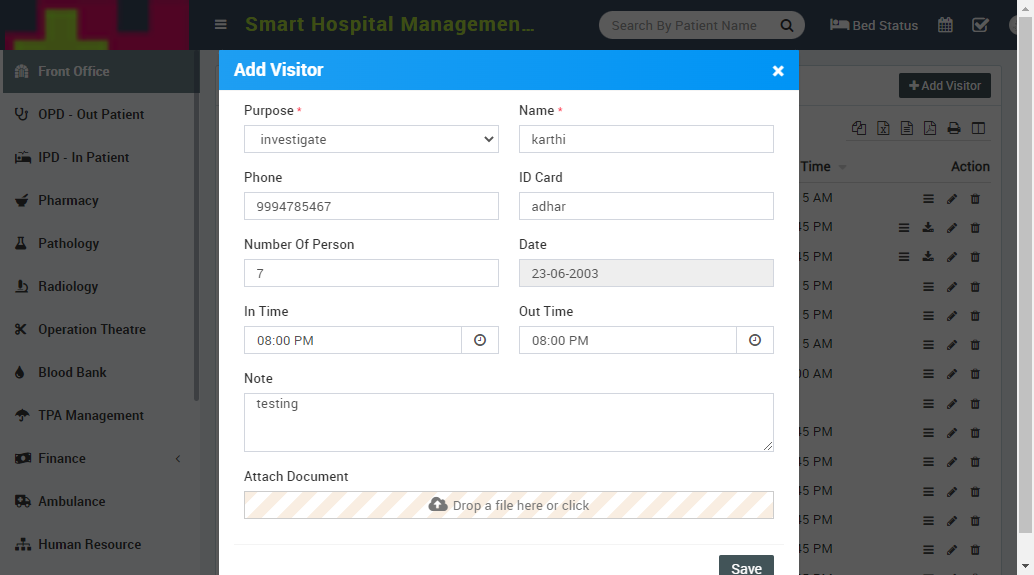 Smart Hospital Managemen...
Search By Patient Name
Bed Status
Front Office
OPD - Out Patient
IPD - In Patient
Pharmacy
Pathology
Radiology
Operation Theatre
Blood Bank
TPA Management
Finance
Ambulance
Human Resource
Add Visitor
Purpose *
investigate
Name *
karthi
Phone
9994785467
ID Card
adhar
Number Of Person
7
Date
23-06-2003
In Time
08:00 PM
Out Time
08:00 PM
Note
testing
Attach Document
Drop a file here or click
Save
Add Visitor
Time
Action
5 AM
45 PM
45 PM
5 PM
5 PM
5 AM
00 AM
45 PM
45 PM
45 PM
45 PM
45 PM